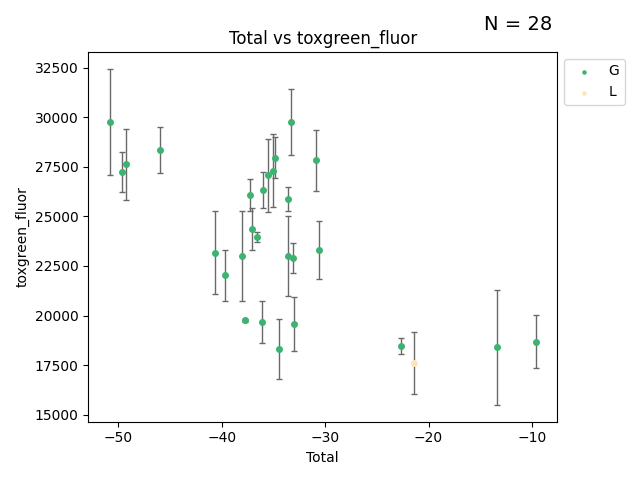 N = 28
Total vs toxgreen_fluor
G
L
toxgreen_fluor
32500
30000
27500
25000
22500
20000
17500
15000
−50
−40
−30
−20
−10
Total